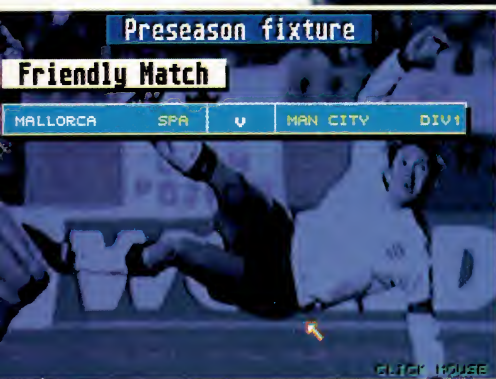 Preseason fixture
Friendly Match
MALLORCA SPA v MAN CITY DIV1
CLICK MOUSE